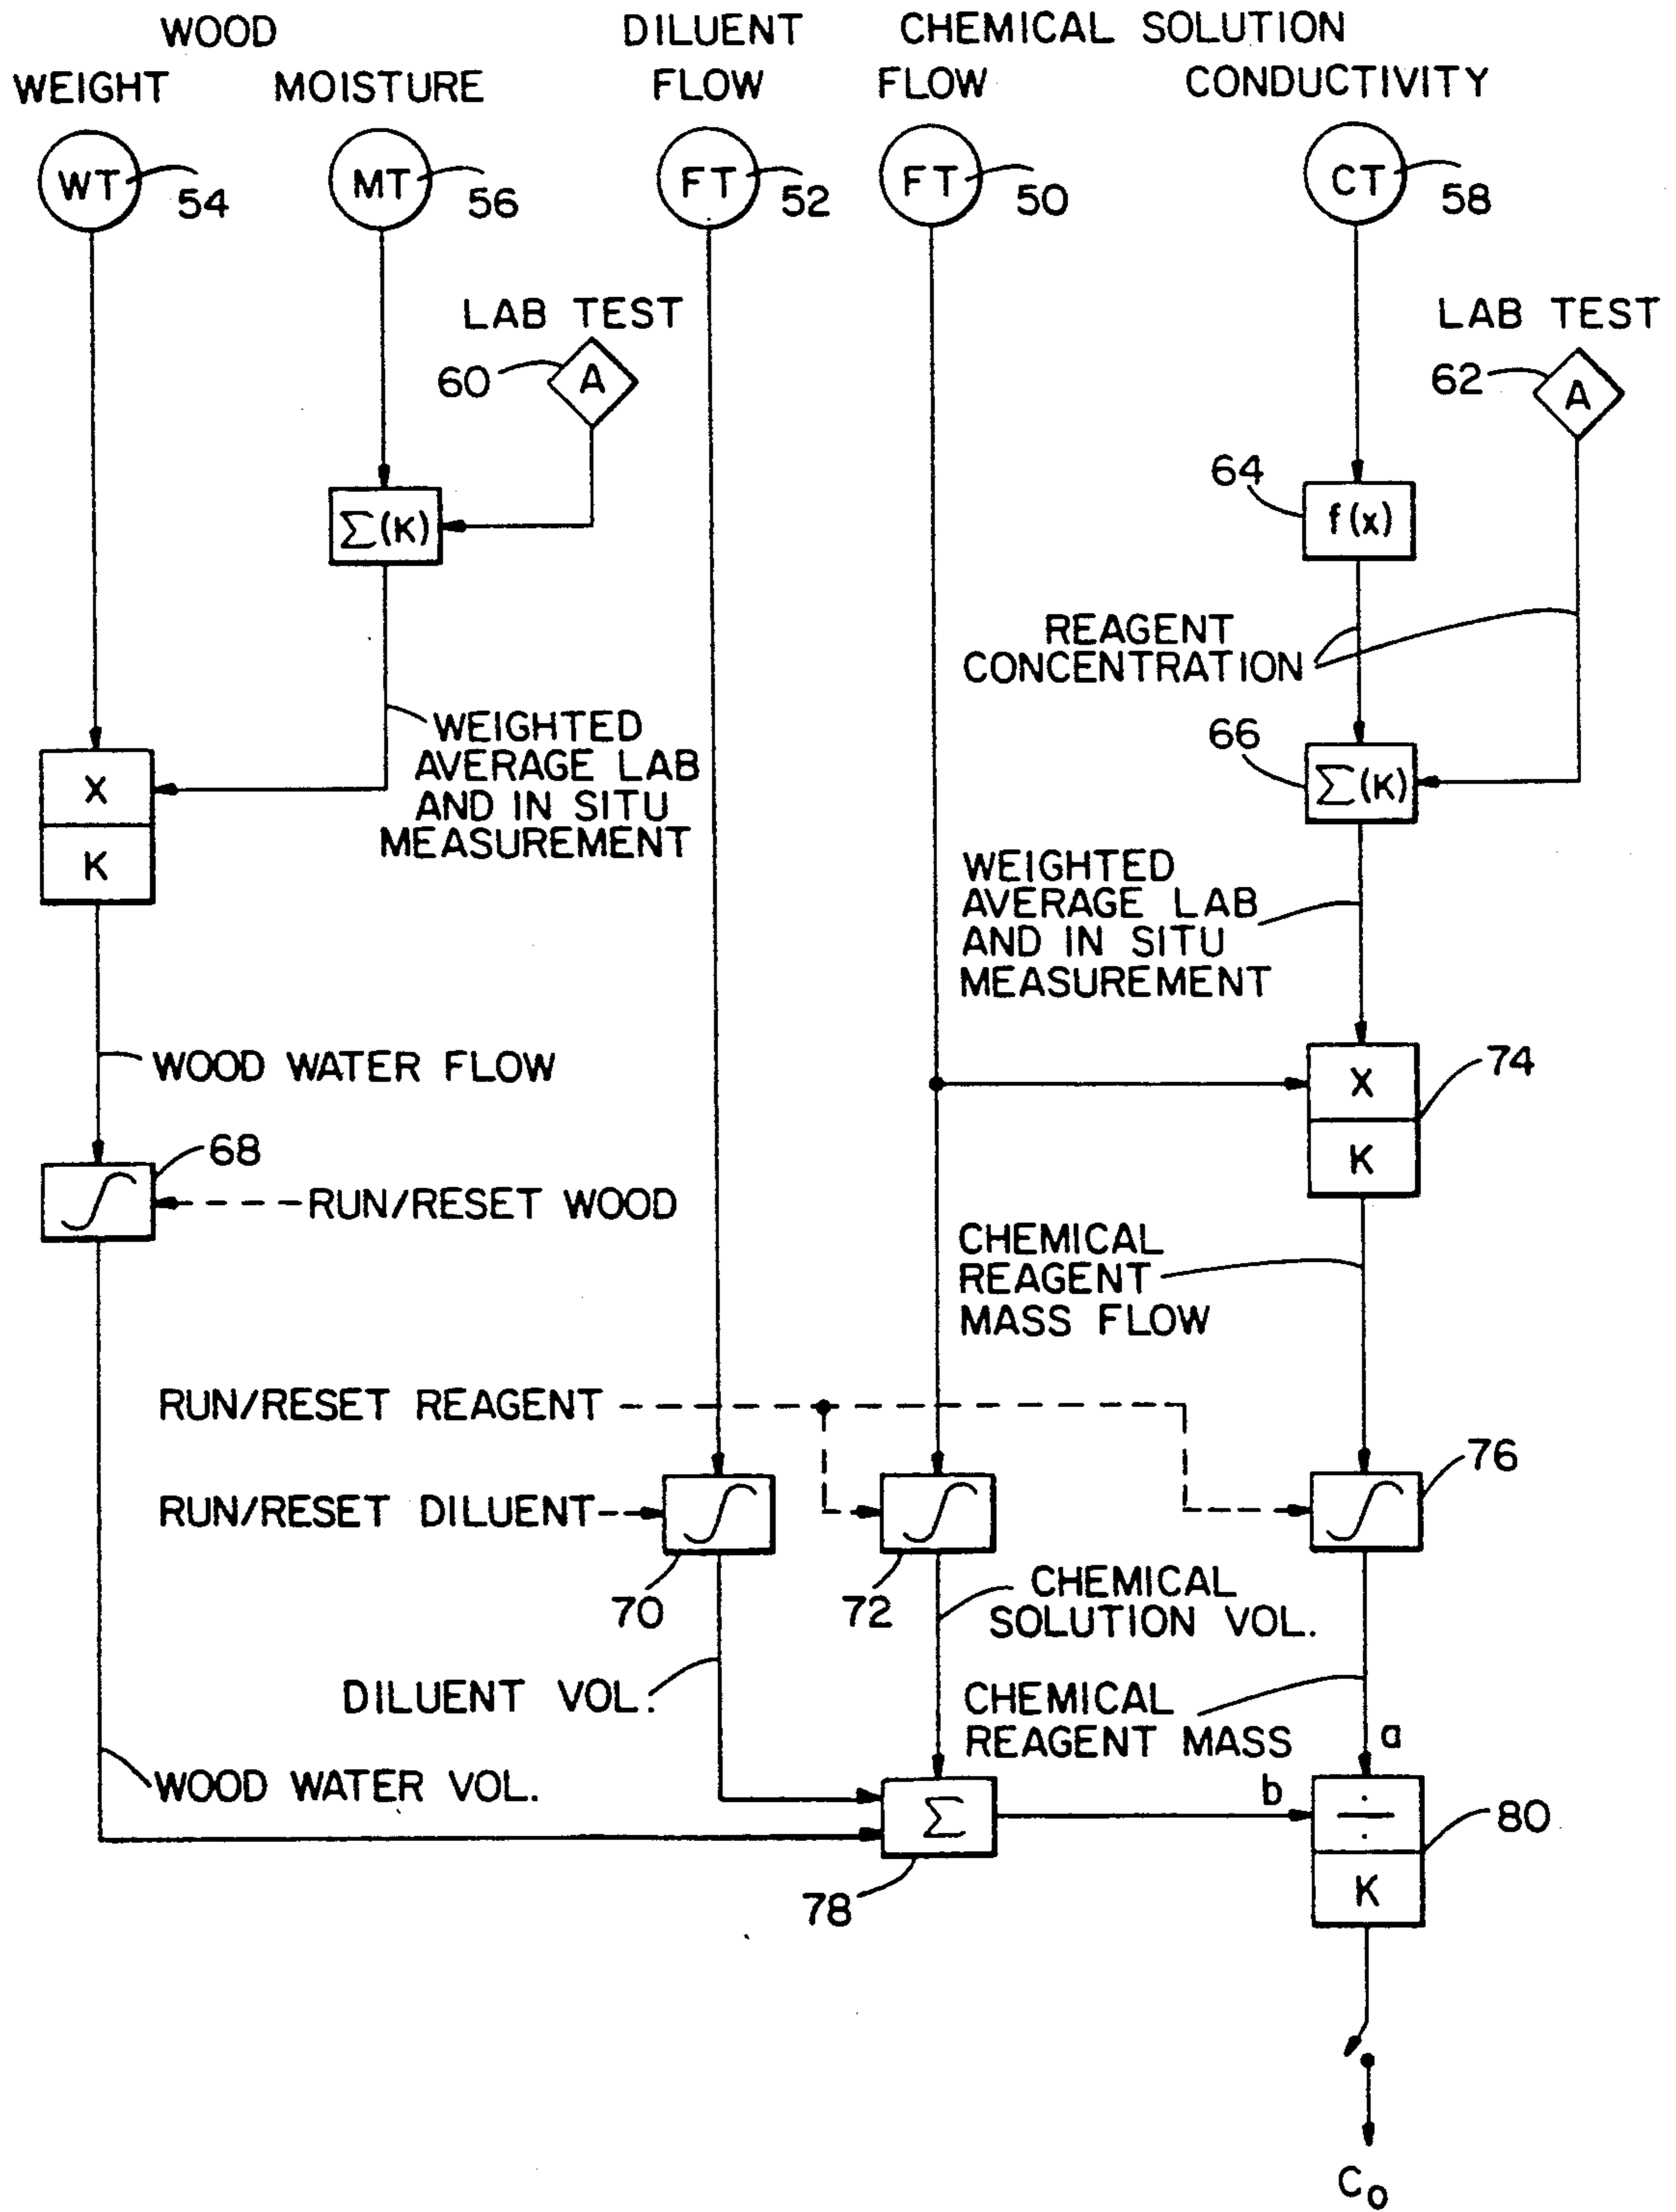 WOOD
DILUENT
CHEMICAL SOLUTION
WEIGHT
MOISTURE
FLOW
FLOW
CONDUCTIVITY
WT
54
MT
56
FT
52
FT
50
CT
58
LAB TEST
60
A
LAB TEST
62
A
Σ(K)
64
f(x)
REAGENT
CONCENTRATION
WEIGHTED
AVERAGE LAB
AND IN SITU
MEASUREMENT
66
Σ(K)
X
K
WEIGHTED
AVERAGE LAB
AND IN SITU
MEASUREMENT
WOOD WATER FLOW
X
K
74
68
∫
RUN/RESET WOOD
CHEMICAL
REAGENT
MASS FLOW
RUN/RESET REAGENT
RUN/RESET DILUENT
∫
∫
∫
76
70
72
CHEMICAL
SOLUTION VOL.
DILUENT VOL.
CHEMICAL
REAGENT MASS
a
WOOD WATER VOL.
Σ
b
÷
K
80
78
C₀